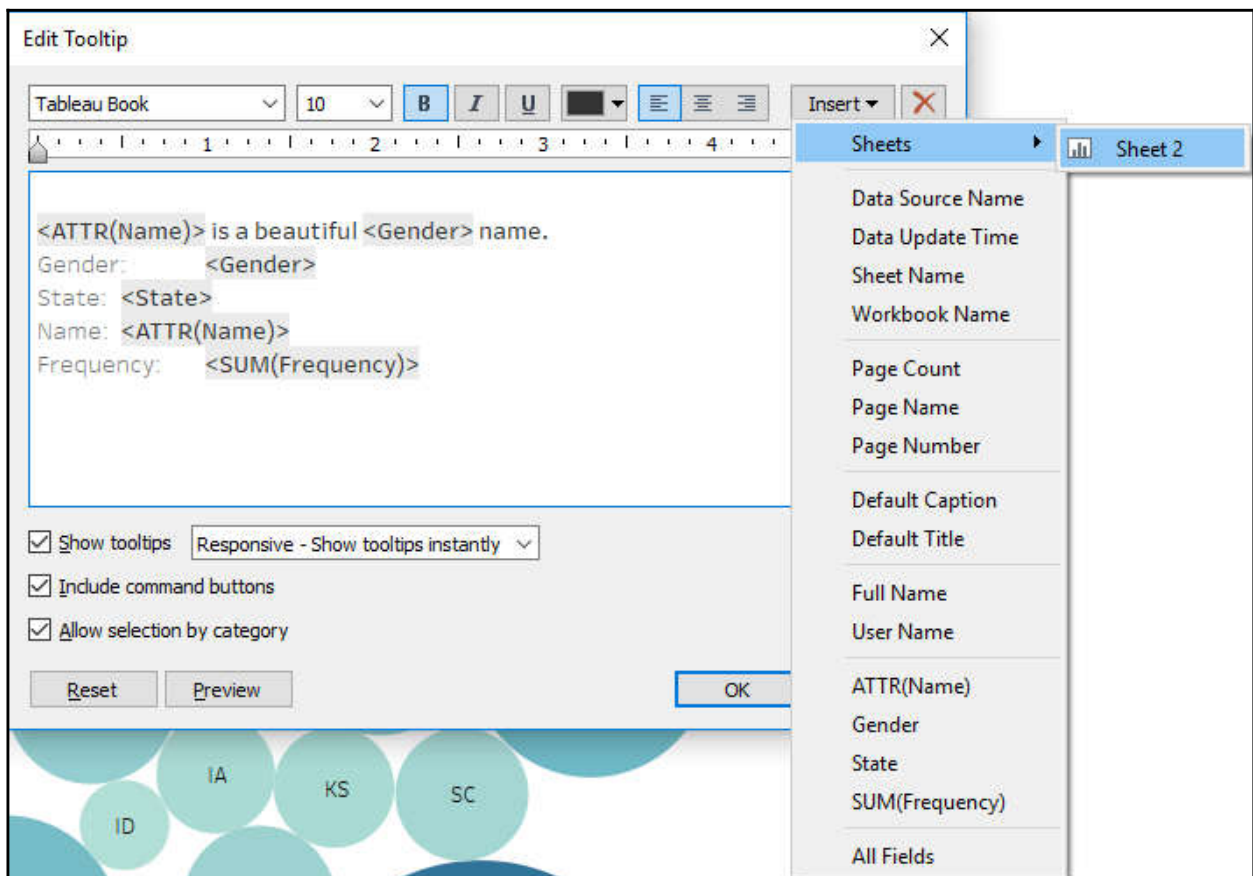 Edit Tooltip
Tableau Book 10 B I U Insert
1 2 3 4
<ATTR(Name)> is a beautiful <Gender> name.
Gender: <Gender>
State: <State>
Name: <ATTR(Name)>
Frequency: <SUM(Frequency)>
Show tooltips Responsive - Show tooltips instantly
Include command buttons
Allow selection by category
Reset Preview OK
Sheets Sheet 2
Data Source Name
Data Update Time
Sheet Name
Workbook Name
Page Count
Page Name
Page Number
Default Caption
Default Title
Full Name
User Name
ATTR(Name)
Gender
State
SUM(Frequency)
All Fields
IA KS SC
ID